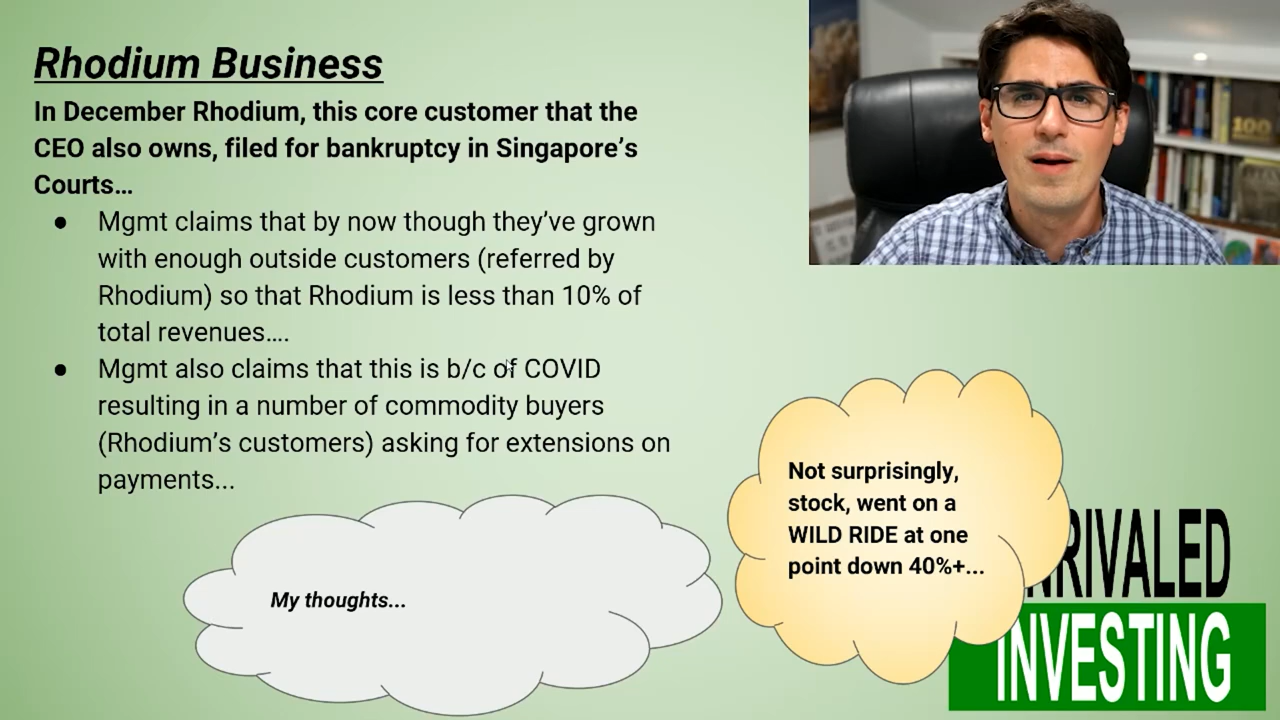 Rhodium Business
In December Rhodium, this core customer that the
CEO also owns, filed for bankruptcy in Singapore’s
Courts…
● Mgmt claims that by now though they’ve grown
with enough outside customers (referred by
Rhodium) so that Rhodium is less than 10% of
total revenues….
● Mgmt also claims that this is b/c of COVID
resulting in a number of commodity buyers
(Rhodium’s customers) asking for extensions on
payments...
My thoughts...
Not surprisingly,
stock, went on a
WILD RIDE at one
point down 40%+...
NRIVALED
INVESTING
100